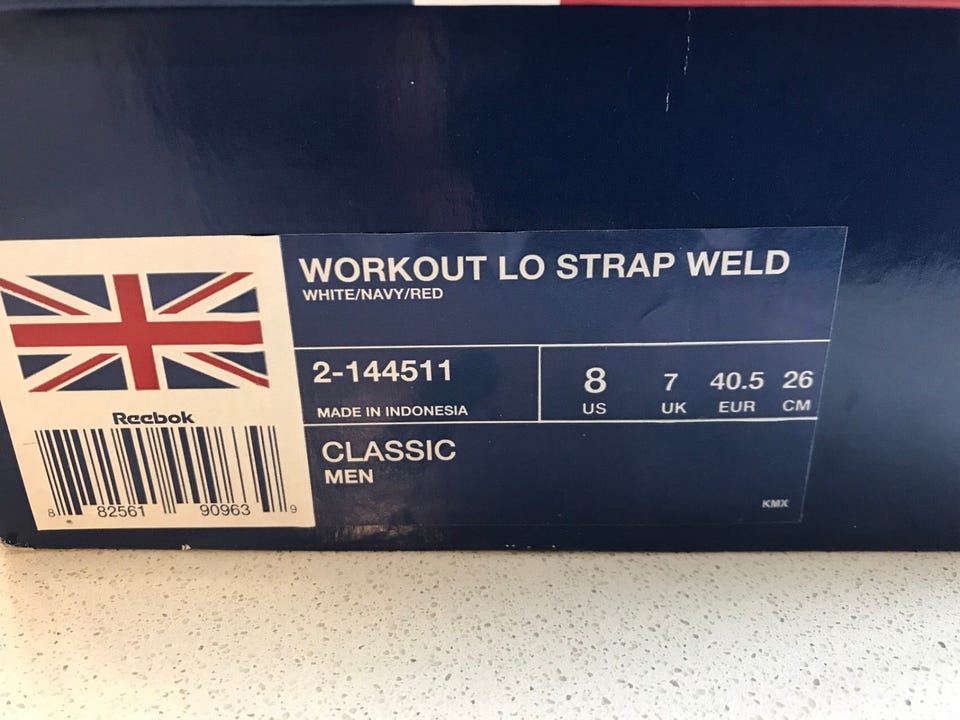 WORKOUT LO STRAP WELD
WHITE/NAVY/RED
2-144511
MADE IN INDONESIA
8 7 40.5 26
US UK EUR CM
CLASSIC
MEN
KMX
Reebok
8 82561 90963 9